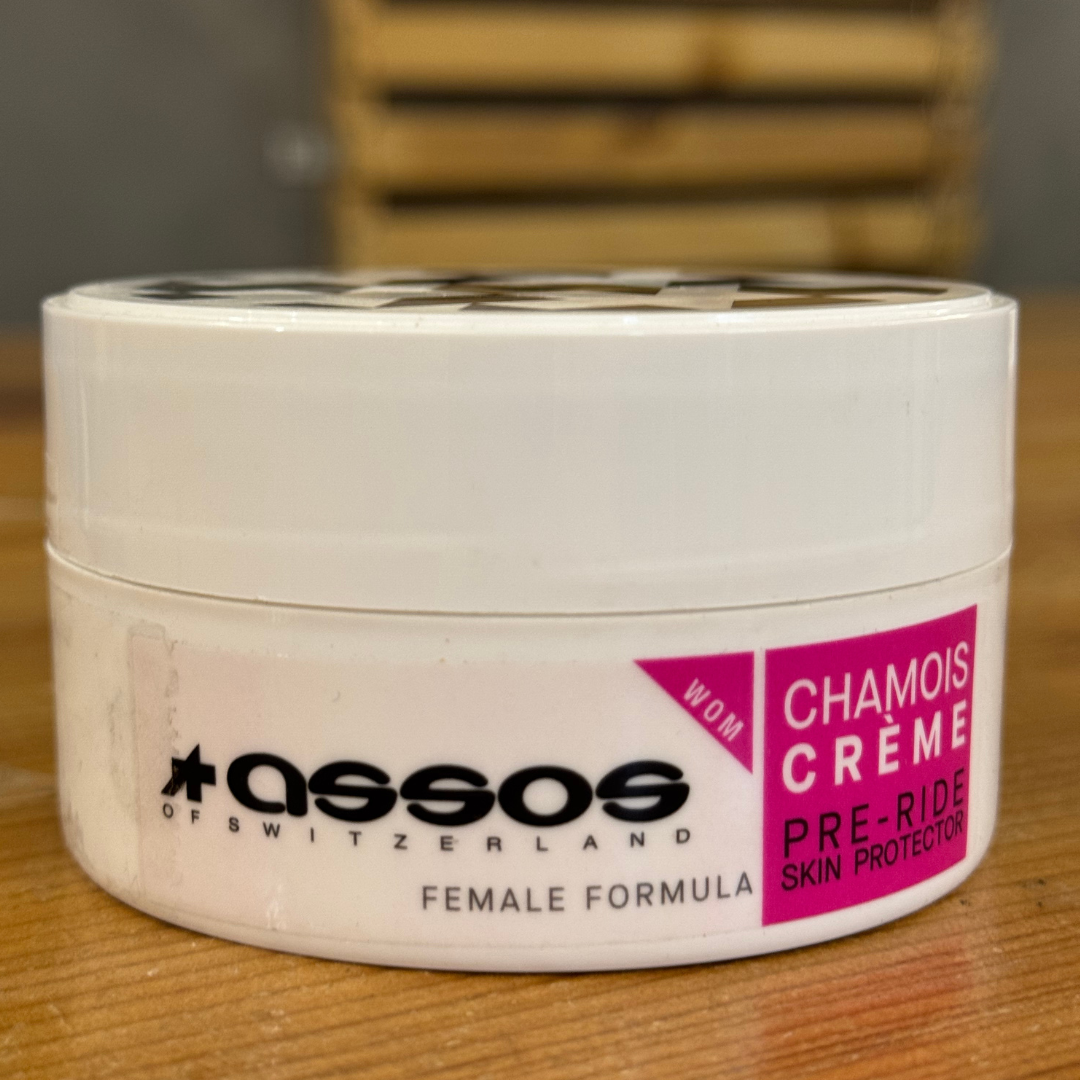 assos
OF SWITZERLAND
FEMALE FORMULA
WOM
CHAMOIS
CRÈME
PRE-RIDE
SKIN PROTECTOR